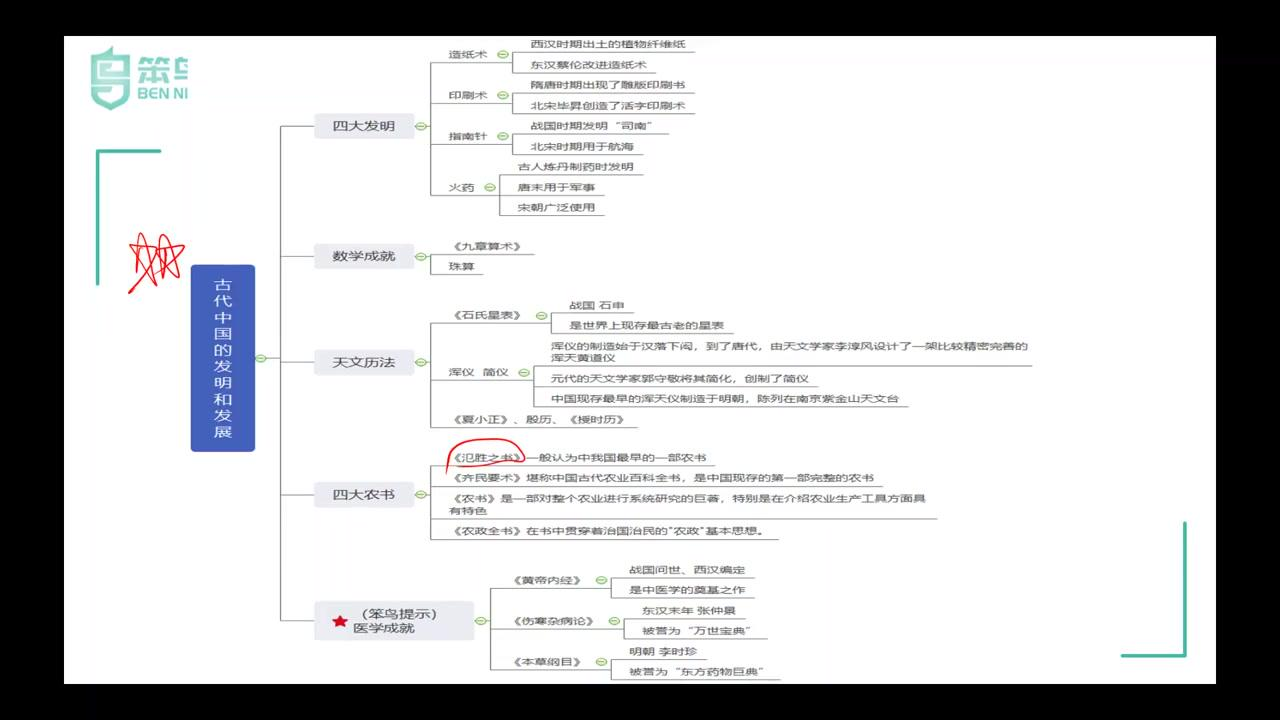 笨鸟
BEN NI
古代中国的发明和发展
四大发明
造纸术
西汉时期出土的植物纤维纸
东汉蔡伦改进造纸术
印刷术
隋唐时期出现了雕版印刷书
北宋毕昇创造了活字印刷术
指南针
战国时期发明“司南”
北宋时期用于航海
火药
古人炼丹制药时发明
唐末用于军事
宋朝广泛使用
数学成就
《九章算术》
珠算
天文历法
《石氏星表》
战国 石申
是世界上现存最古老的星表
浑仪 简仪
浑仪的制造始于汉落下闳，到了唐代，由天文学家李淳风设计了一架比较精密完善的
浑天黄道仪
元代的天文学家郭守敬将其简化，创制了简仪
中国现存最早的浑天仪制造于明朝，陈列在南京紫金山天文台
《夏小正》、殷历、《授时历》
四大农书
《氾胜之书》一般认为中我国最早的一部农书
《齐民要术》堪称中国古代农业百科全书，是中国现存的第一部完整的农书
《农书》是一部对整个农业进行系统研究的巨著，特别是在介绍农业生产工具方面具
有特色
《农政全书》在书中贯穿着治国治民的"农政"基本思想。
（笨鸟提示）
医学成就
《黄帝内经》
战国问世、西汉编定
是中医学的奠基之作
《伤寒杂病论》
东汉末年 张仲景
被誉为“万世宝典”
《本草纲目》
明朝 李时珍
被誉为“东方药物巨典”